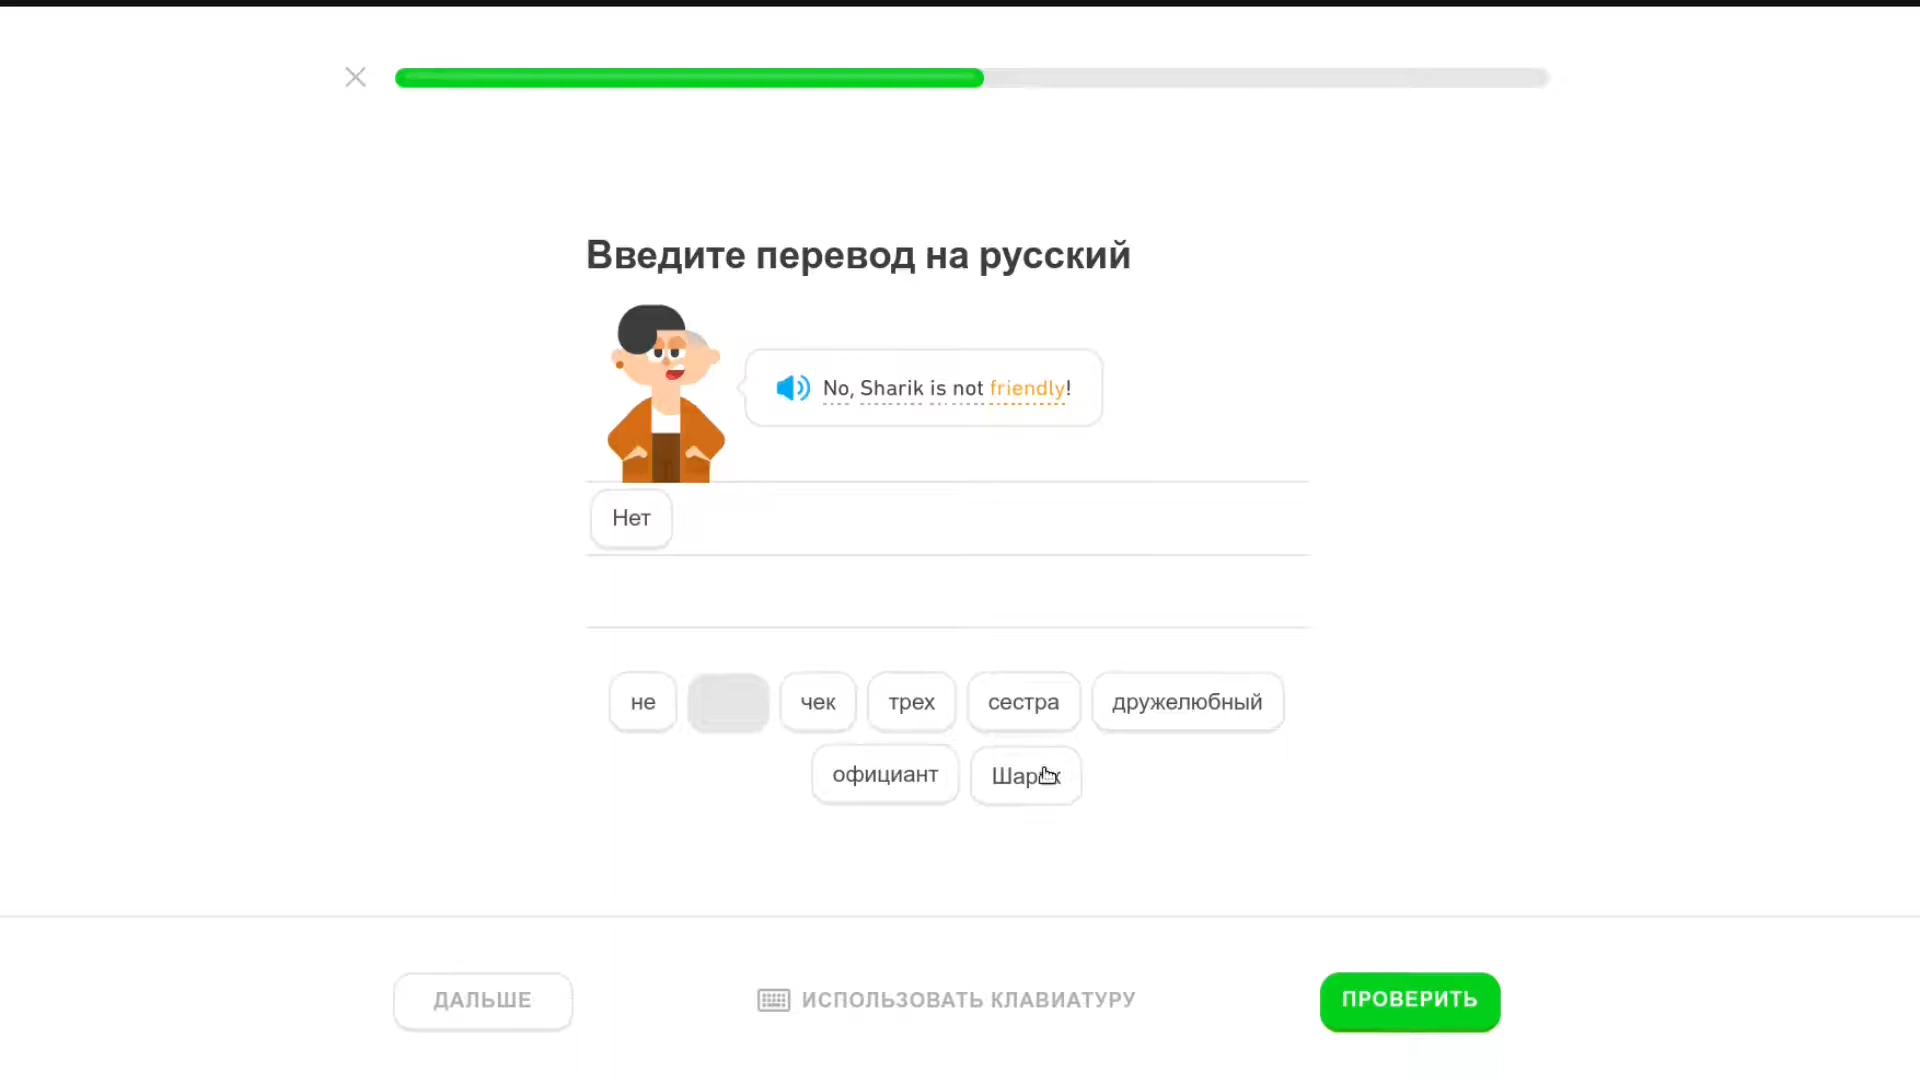 Введите перевод на русский
No, Sharik is not friendly!
Нет
не чек трех сестра дружелюбный
официант
ДАЛЬШЕ ИСПОЛЬЗОВАТЬ КЛАВИАТУРУ ПРОВЕРИТЬ